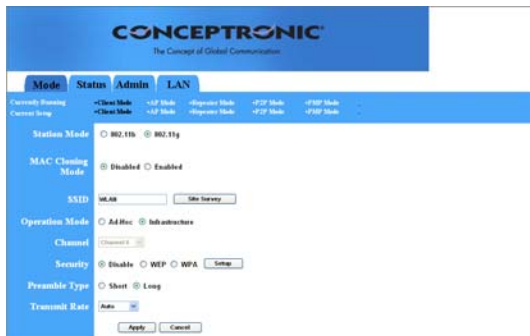 CONCEPTRONIC
The Concept of Global Communication
Mode Status Admin LAN
Currently Running •Client Mode •AP Mode •Repeater Mode •P2P Mode •PMP Mode
Current Setup •Client Mode •AP Mode •Repeater Mode •P2P Mode •PMP Mode
Station Mode 802.11b 802.11g
MAC Cloning Mode Disabled Enabled
SSID WLAN Site Survey
Operation Mode Ad-Hoc Infrastructure
Channel Channel 6
Security Disable WEP WPA Setup
Preamble Type Short Long
Transmit Rate Auto
Apply Cancel